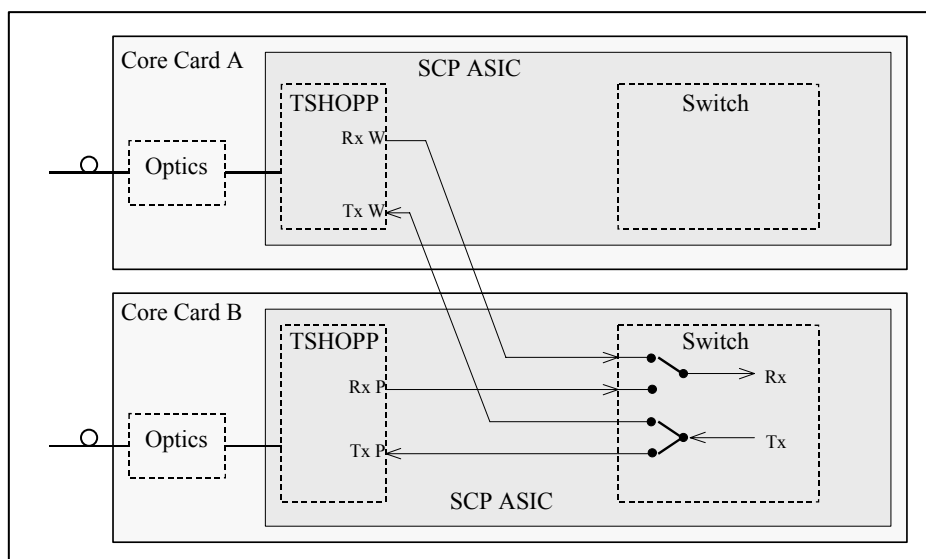 Core Card A
SCP ASIC
TSHOPP
Switch
Rx W
Optics
Tx W
Core Card B
TSHOPP
Switch
Rx
Rx P
Optics
Tx P
Tx
SCP ASIC